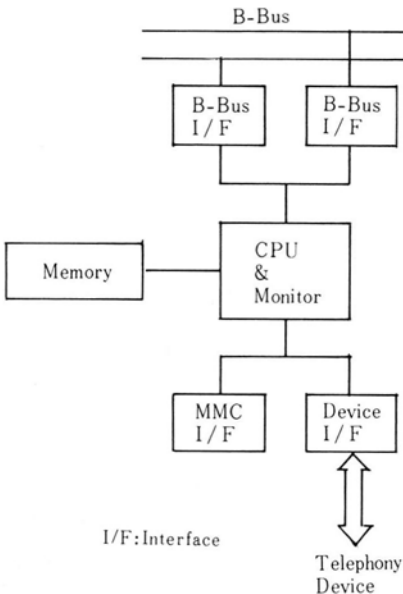 B-Bus
B-Bus
I/F
B-Bus
I/F
CPU
&
Monitor
Memory
MMC
I/F
Device
I/F
I/F:Interface
Telephony
Device